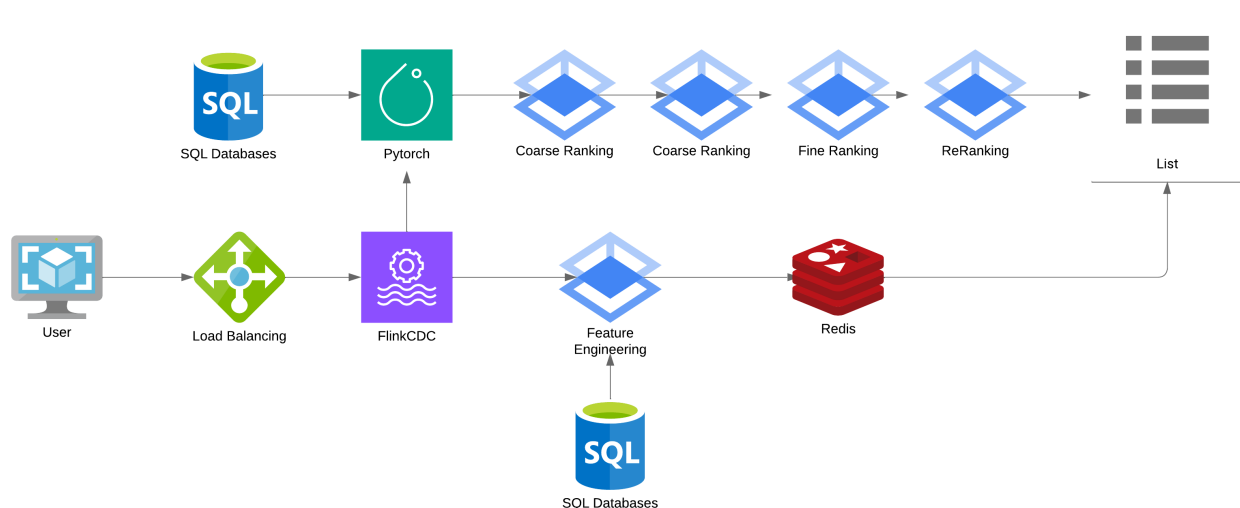 SQL
SQL Databases
Pytorch
Coarse Ranking
Coarse Ranking
Fine Ranking
ReRanking
List
User
Load Balancing
FlinkCDC
Feature
Engineering
Redis
SQL
SOL Databases